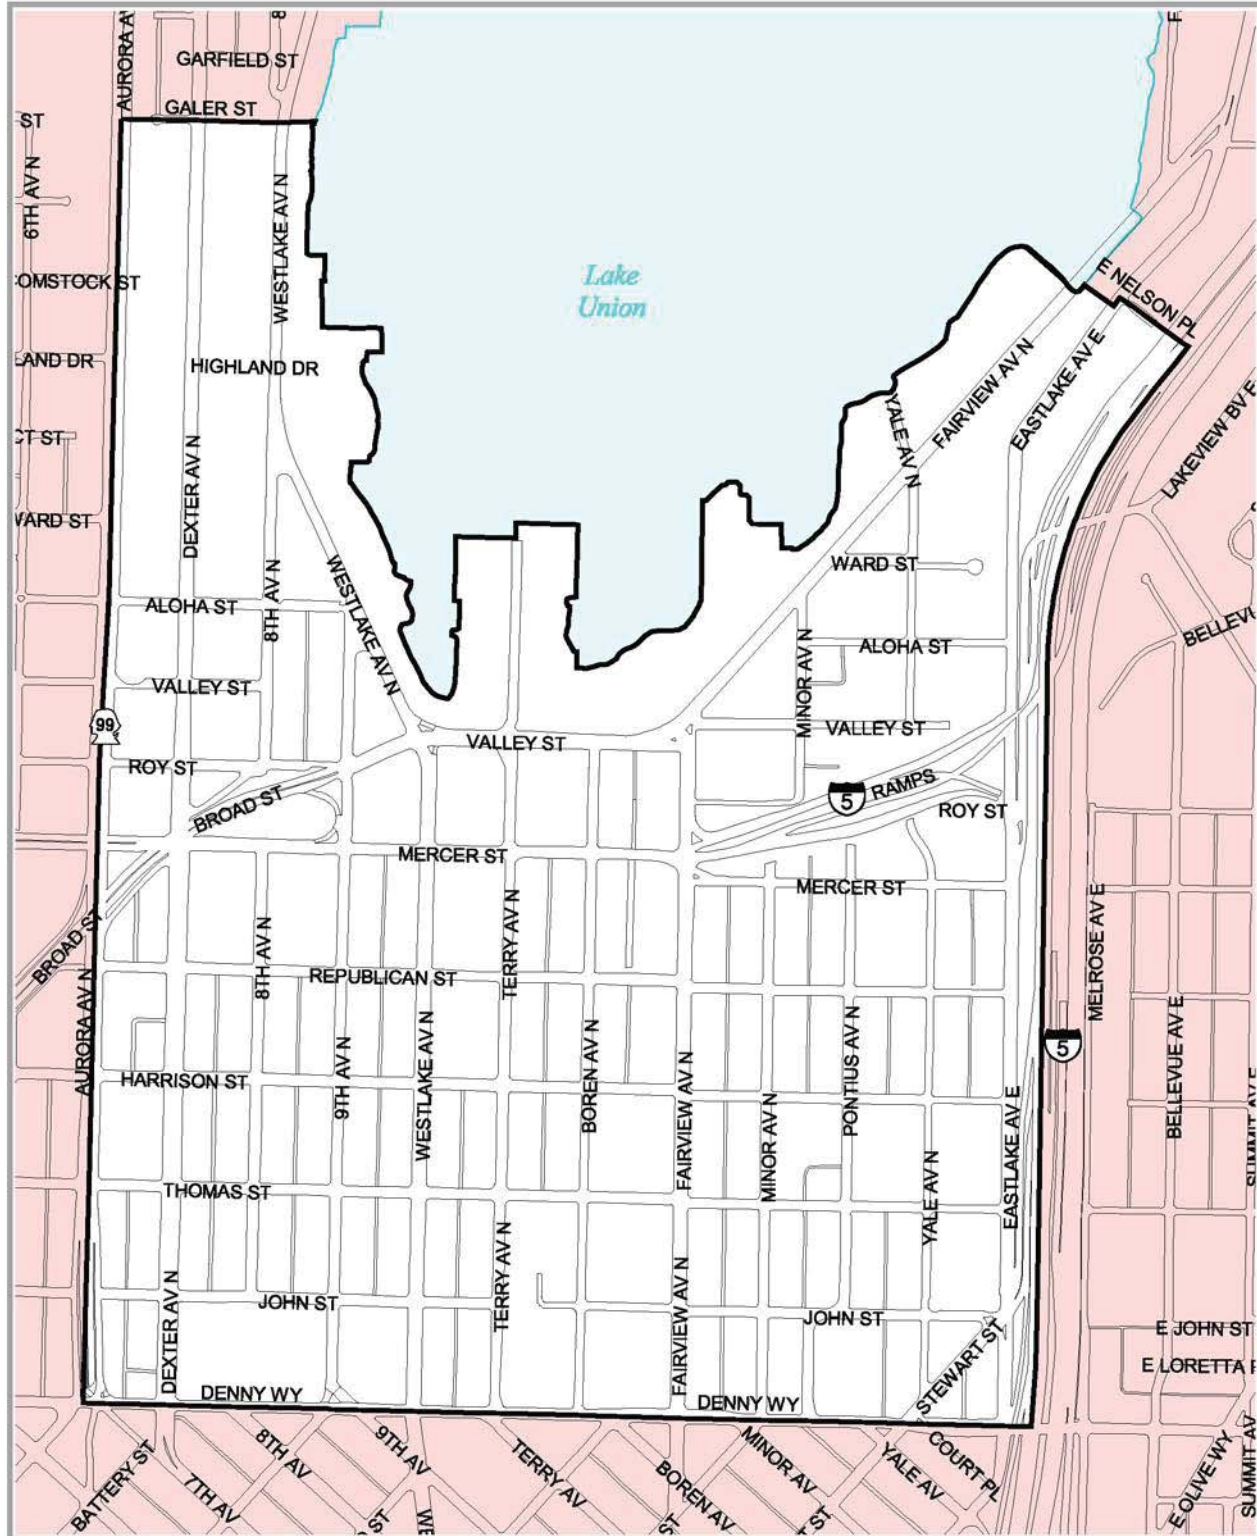 AURORA AV
8
F
GARFIELD ST
GALER ST
ST
6TH AV N
WESTLAKE AV N
Lake
Union
E NELSON PL
OMSTOCK ST
LAND DR
HIGHLAND DR
FAIRVIEW AV N
EASTLAKE AV E
YALE AV N
LAKEVIEW BV E
CT ST
DEXTER AV N
WARD ST
WARD ST
8TH AV N
WESTLAKE AV N
ALOHA ST
MINOR AV N
ALOHA ST
BELLEVU
VALLEY ST
99
VALLEY ST
VALLEY ST
ROY ST
BROAD ST
5
RAMPS
ROY ST
MERCER ST
MERCER ST
BROAD ST
8TH AV N
TERRY AV N
MELROSE AV E
REPUBLICAN ST
AURORA AV N
9TH AV N
WESTLAKE AV N
BOREN AV N
FAIRVIEW AV N
MINOR AV N
PONTIUS AV N
5
BELLEVUE AV E
SUMMIT AV E
HARRISON ST
EASTLAKE AV E
YALE AV N
THOMAS ST
TERRY AV N
FAIRVIEW AV N
DEXTER AV N
JOHN ST
JOHN ST
STEWART ST
E JOHN ST
E LORETTA P
DENNY WY
DENNY WY
BATTERY ST
7TH AV
8TH AV
9TH AV
WE
ST
TERRY AV
BOREN AV
ST
MINOR AV
T ST
YALE AV
COURT PL
E OLIVE WY
SUMMIT AV